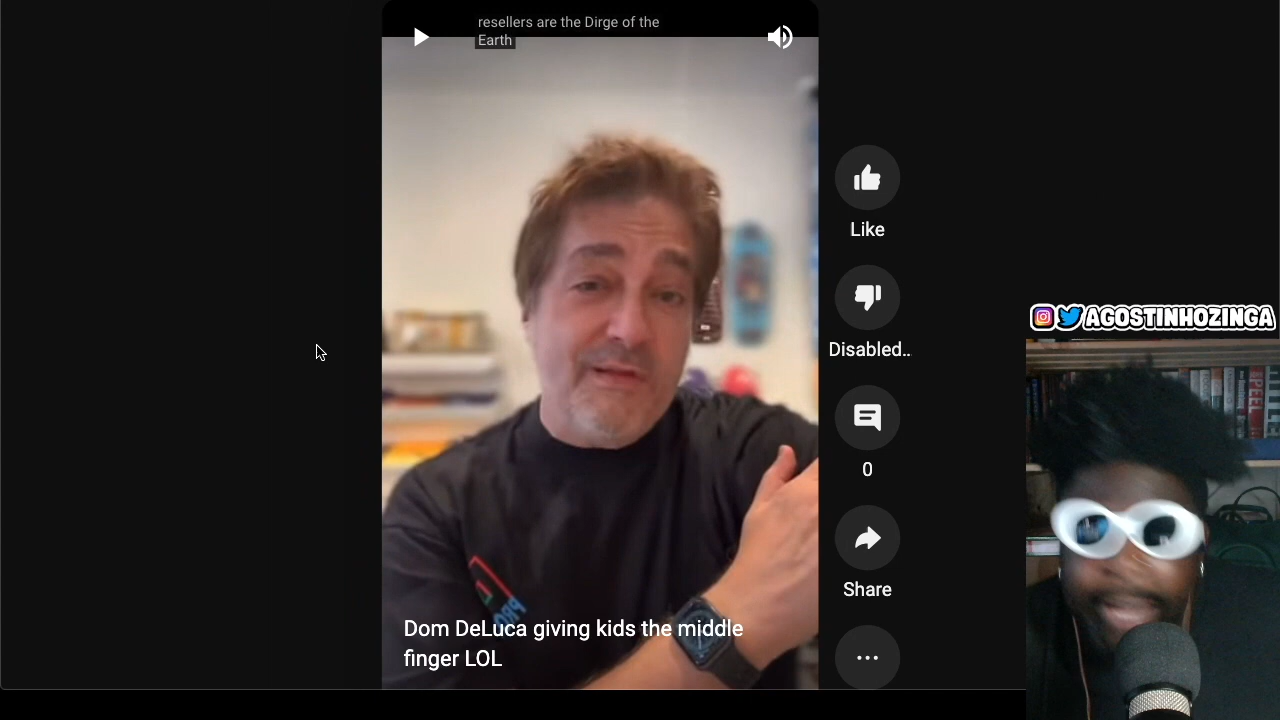 resellers are the Dirge of the
Earth
Like
Disabled..
0
Share
AGOSTINHOZINGA
PRO
Dom DeLuca giving kids the middle
finger LOL